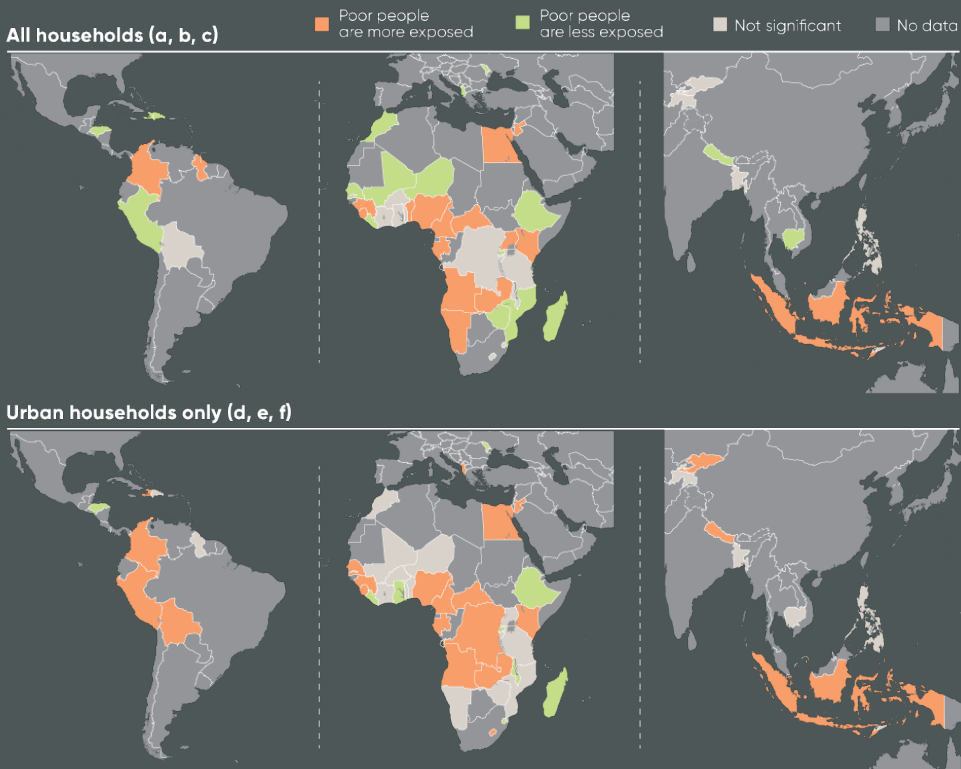 Poor people
are more exposed
Poor people
are less exposed
Not significant
No data
All households (a, b, c)
Urban households only (d, e, f)